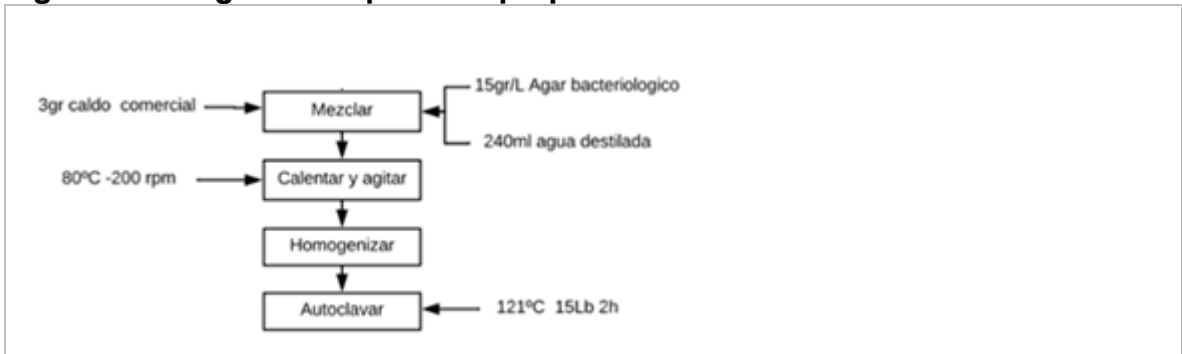 15gr/L Agar bacteriologico
3gr caldo comercial
Mezclar
240ml agua destilada
80ºC -200 rpm
Calentar y agitar
Homogenizar
Autoclavar
121ºC 15Lb 2h